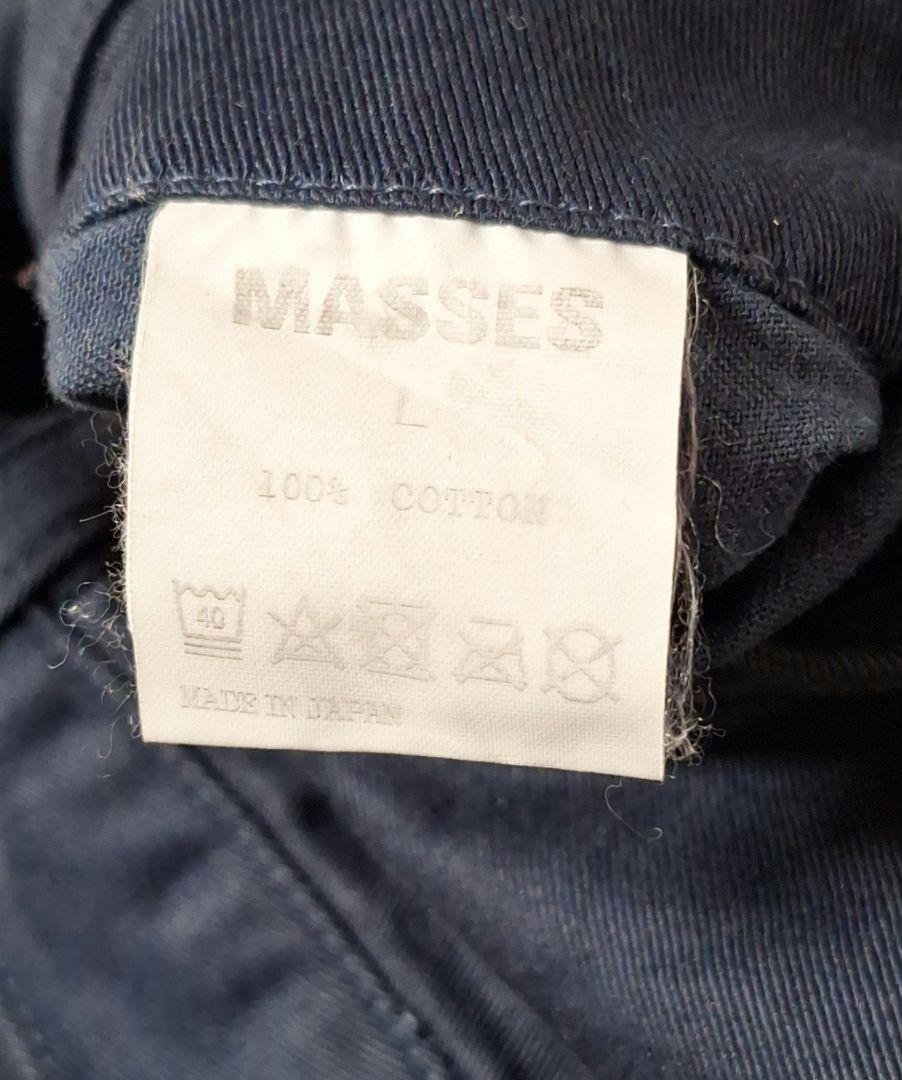 MASSES
L
100% COTTON
40
MADE IN JAPAN